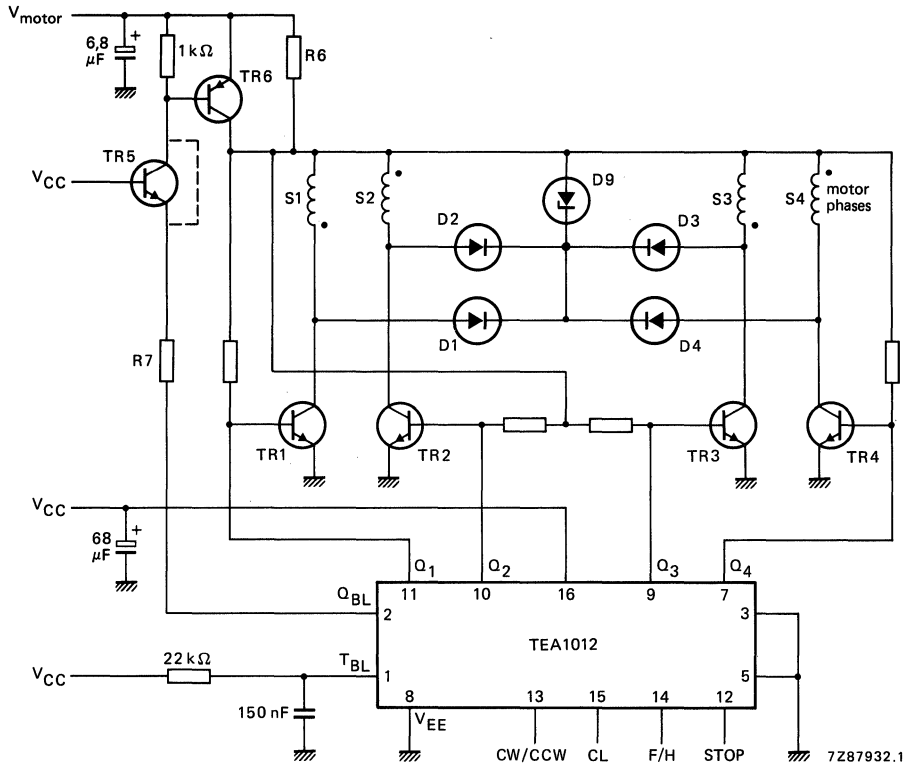 Vmotor
6,8 μF
+
1 kΩ
R6
TR6
TR5
VCC
S1
S2
D9
S3
S4
motor phases
D2
D3
D1
D4
R7
TR1
TR2
TR3
TR4
VCC
68 μF
+
Q1
Q2
Q3
Q4
QBL
11
10
16
9
7
2
3
TEA1012
22 kΩ
TBL
VCC
1
5
150 nF
8
13
15
14
12
VEE
CW/CCW
CL
F/H
STOP
7Z87932.1